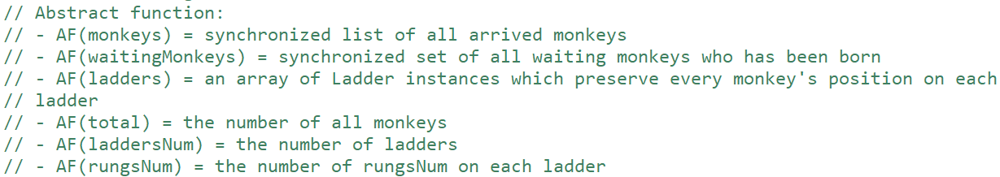 // Abstract function:
// - AF(monkeys) = synchronized list of all arrived monkeys
// - AF(waitingMonkeys) = synchronized set of all waiting monkeys who has been born
// - AF(ladders) = an array of Ladder instances which preserve every monkey's position on each
// ladder
// - AF(total) = the number of all monkeys
// - AF(laddersNum) = the number of ladders
// - AF(rungsNum) = the number of rungsNum on each ladder